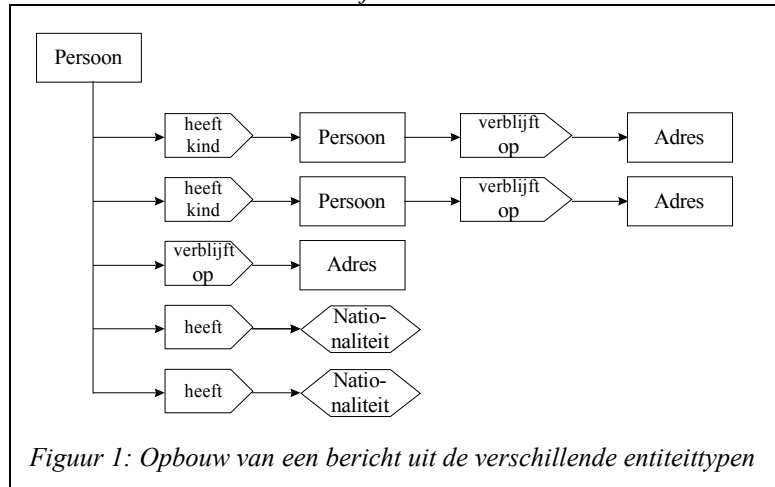 Persoon
heeft
kind
Persoon
verblijft
op
Adres
heeft
kind
Persoon
verblijft
op
Adres
verblijft
op
Adres
heeft
Natio-
naliteit
heeft
Natio-
naliteit
Figuur 1: Opbouw van een bericht uit de verschillende entiteittypen